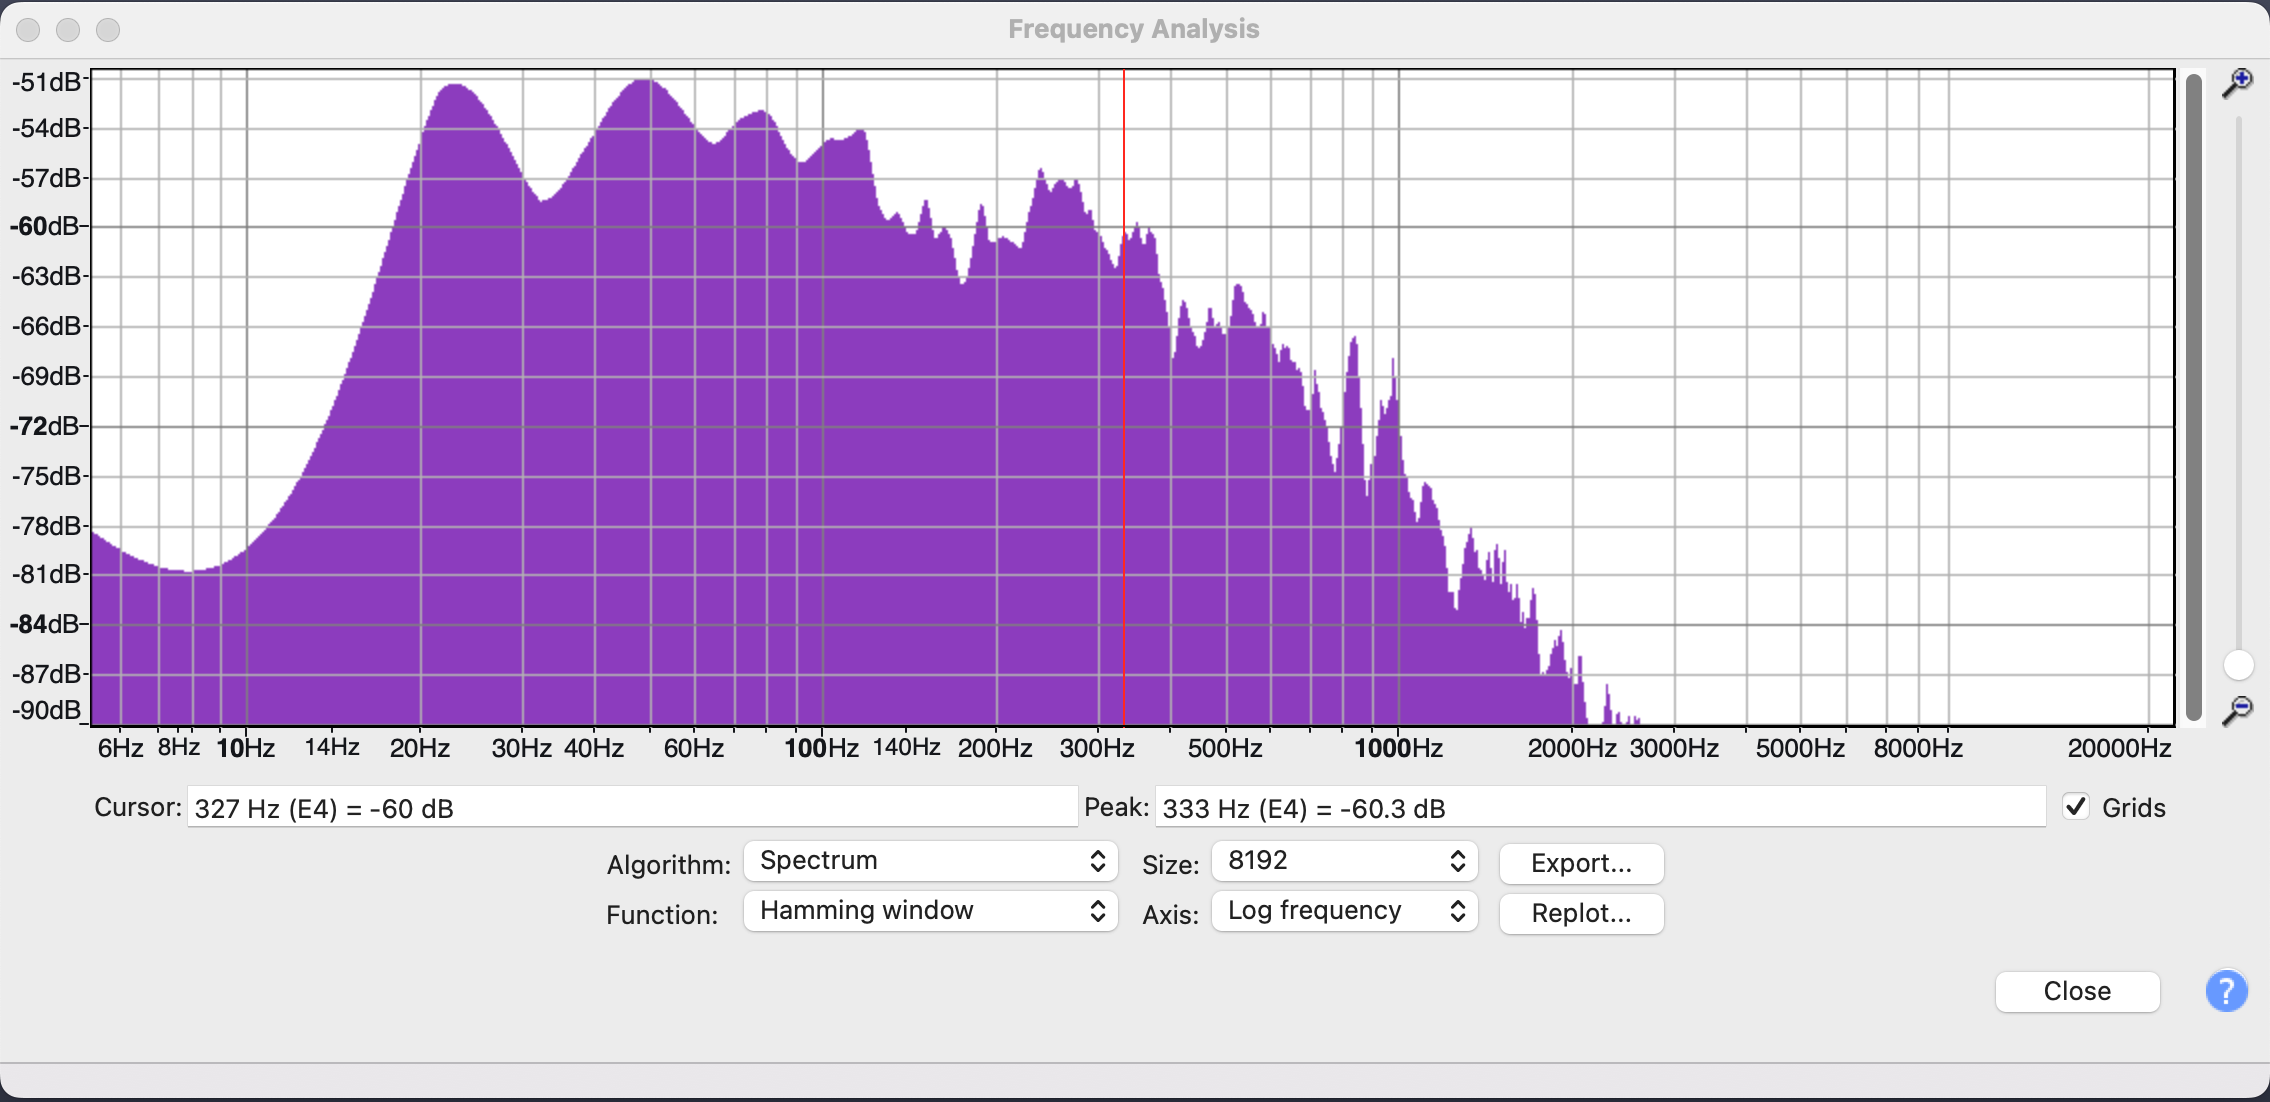 Frequency Analysis
-51dB
-54dB
-57dB
-60dB
-63dB
-66dB
-69dB
-72dB
-75dB
-78dB
-81dB
-84dB
-87dB
-90dB
6Hz 8Hz 10Hz 14Hz 20Hz 30Hz 40Hz 60Hz 100Hz 140Hz 200Hz 300Hz 500Hz 1000Hz 2000Hz 3000Hz 5000Hz 8000Hz 20000Hz
Cursor: 327 Hz (E4) = -60 dB Peak: 333 Hz (E4) = -60.3 dB Grids
Algorithm: Spectrum Size: 8192 Export...
Function: Hamming window Axis: Log frequency Replot...
Close ?